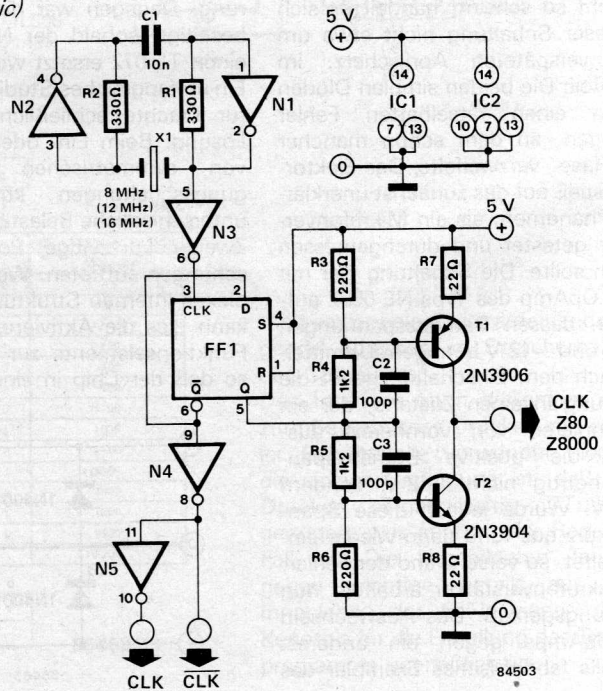 ic)
C1
10n
4
N2
3
R2
330Ω
R1
330Ω
1
N1
2
X1
8 MHz
(12 MHz)
(16 MHz)
5
N3
6
5 V
+
14
14
IC1
IC2
7
13
10
7
13
0
3
2
CLK
D
S
4
FF1
R
1
Q
Q
6
5
9
N4
8
11
N5
10
CLK
CLK
5 V
+
R3
220Ω
R7
22Ω
T1
2N3906
R4
1k2
C2
100p
R5
1k2
C3
100p
CLK
Z80
Z8000
T2
2N3904
R6
220Ω
R8
22Ω
0
84503